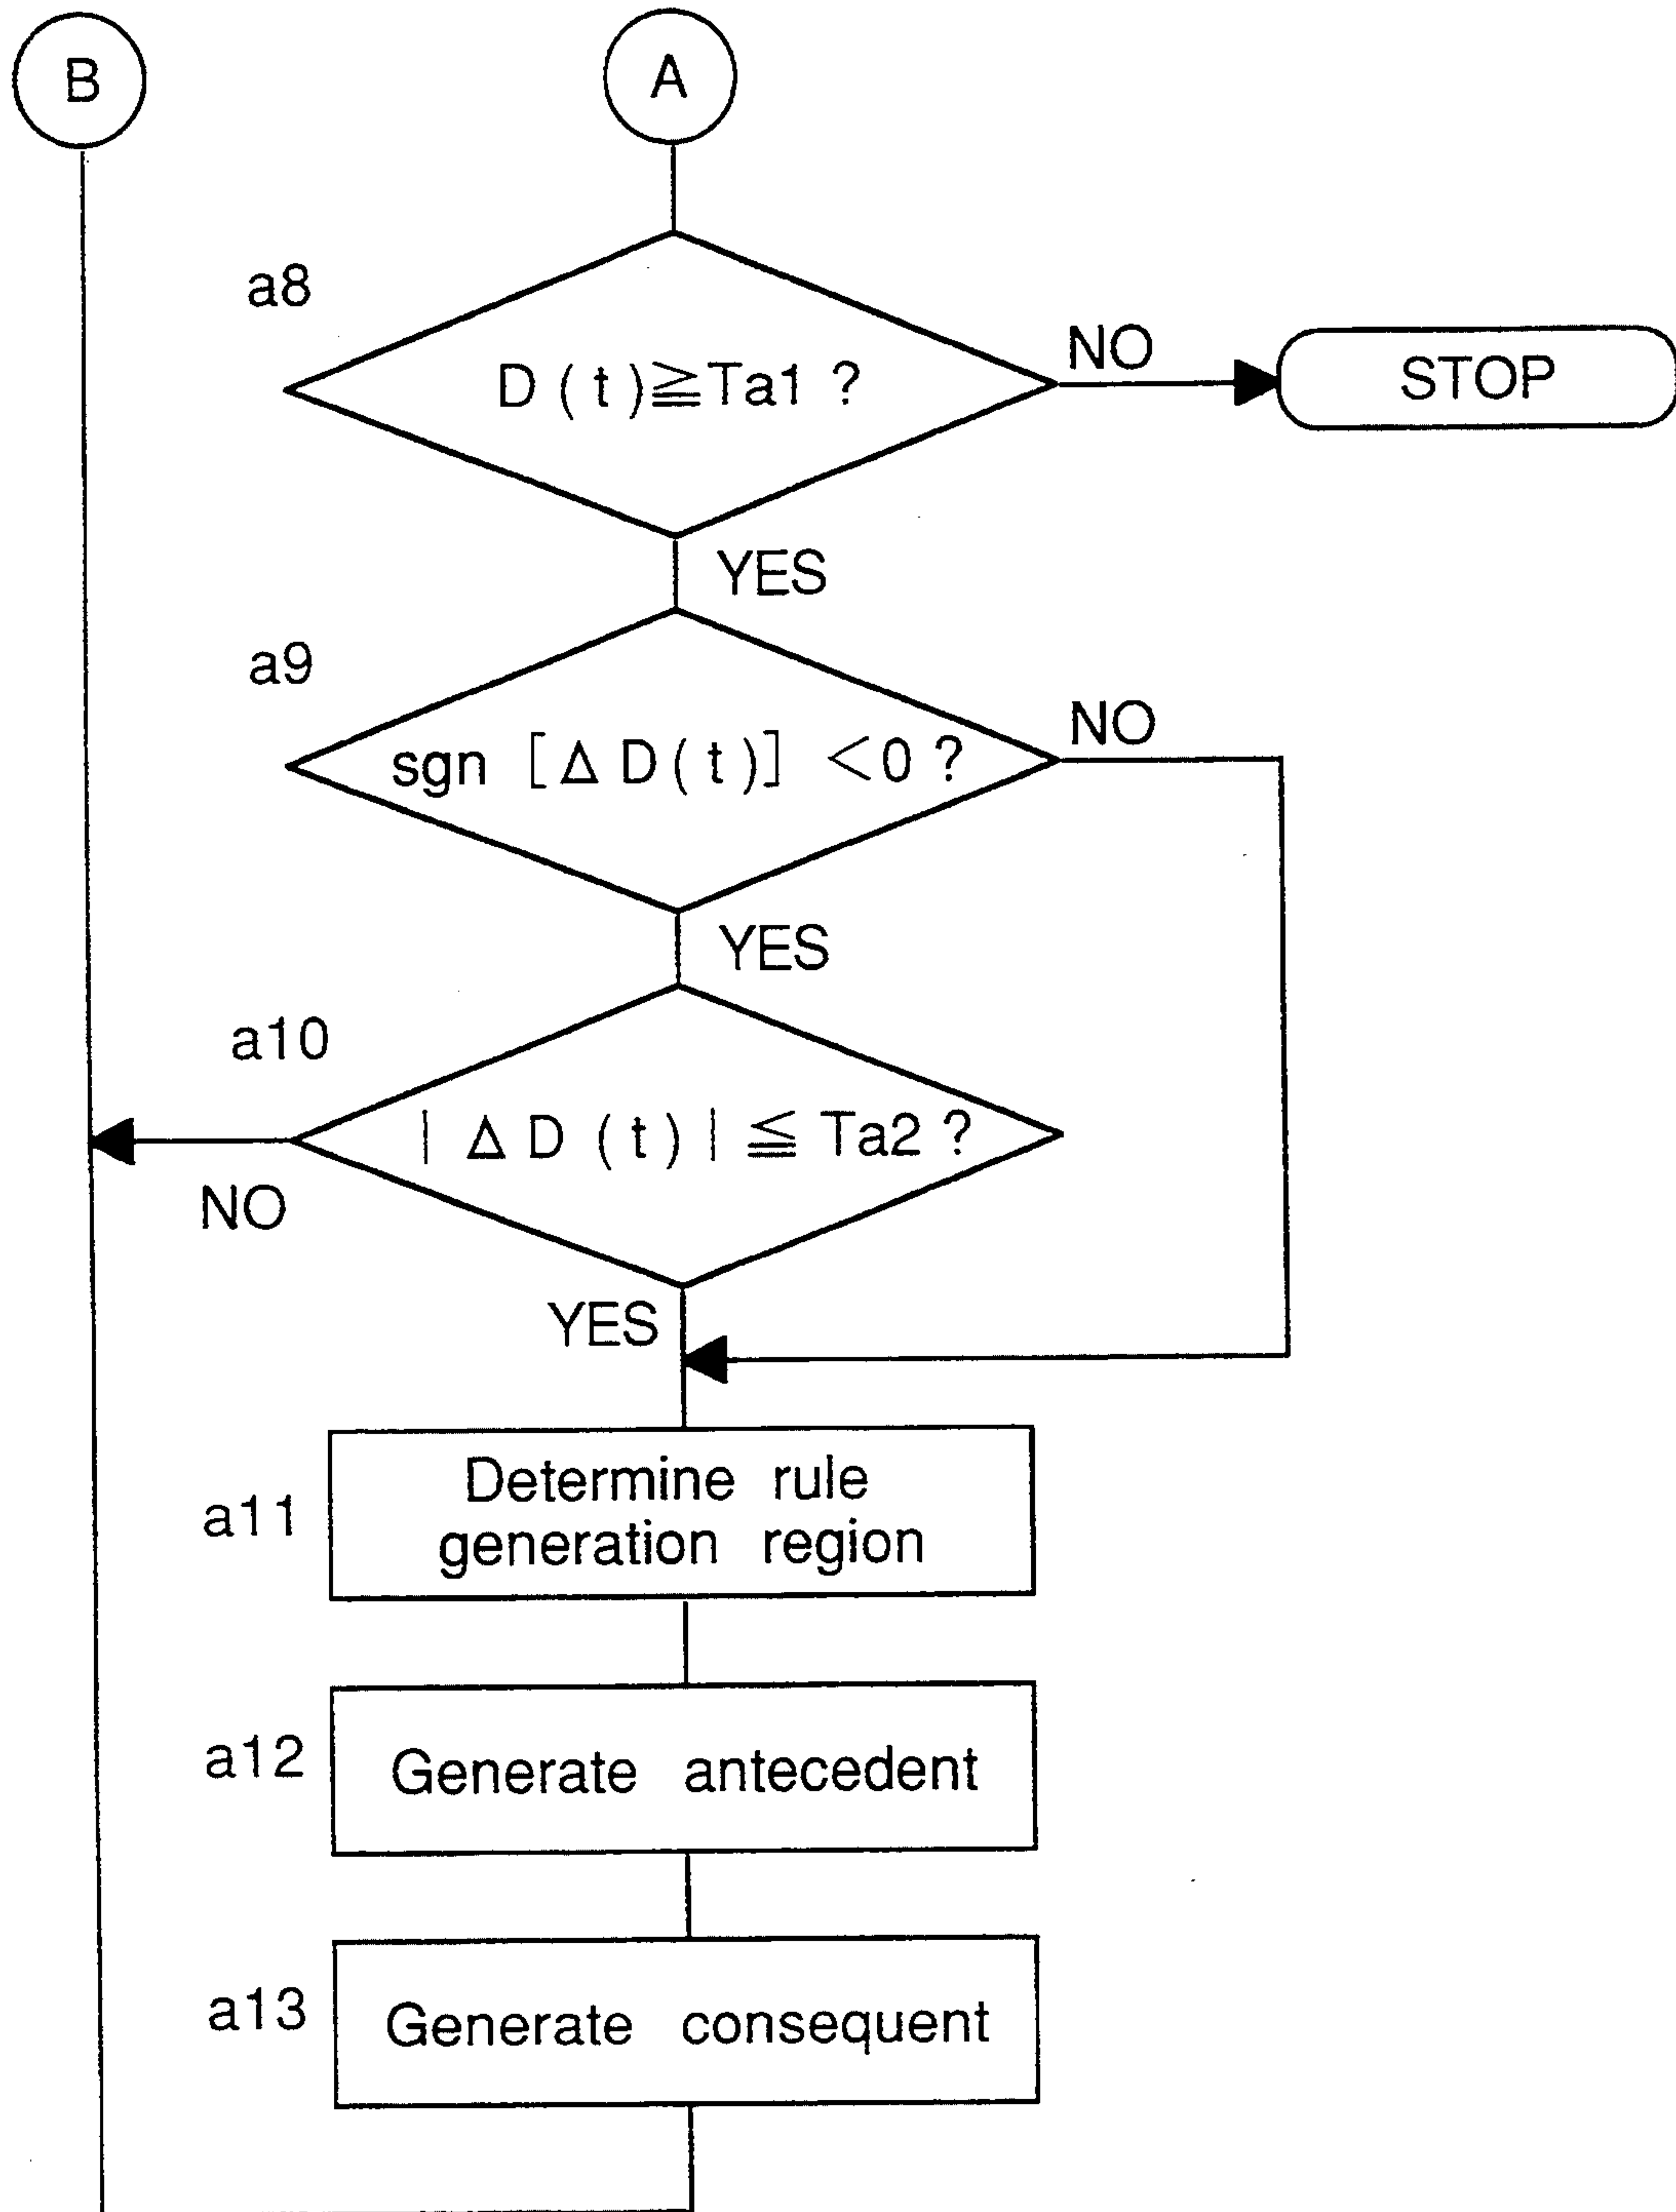 B
A
a8
D (t) ≧ Ta1 ?
NO
STOP
YES
a9
sgn [Δ D(t)] <0 ?
NO
YES
a10
| Δ D (t) | ≦ Ta2 ?
NO
YES
a11
Determine rule
generation region
a12
Generate antecedent
a13
Generate consequent